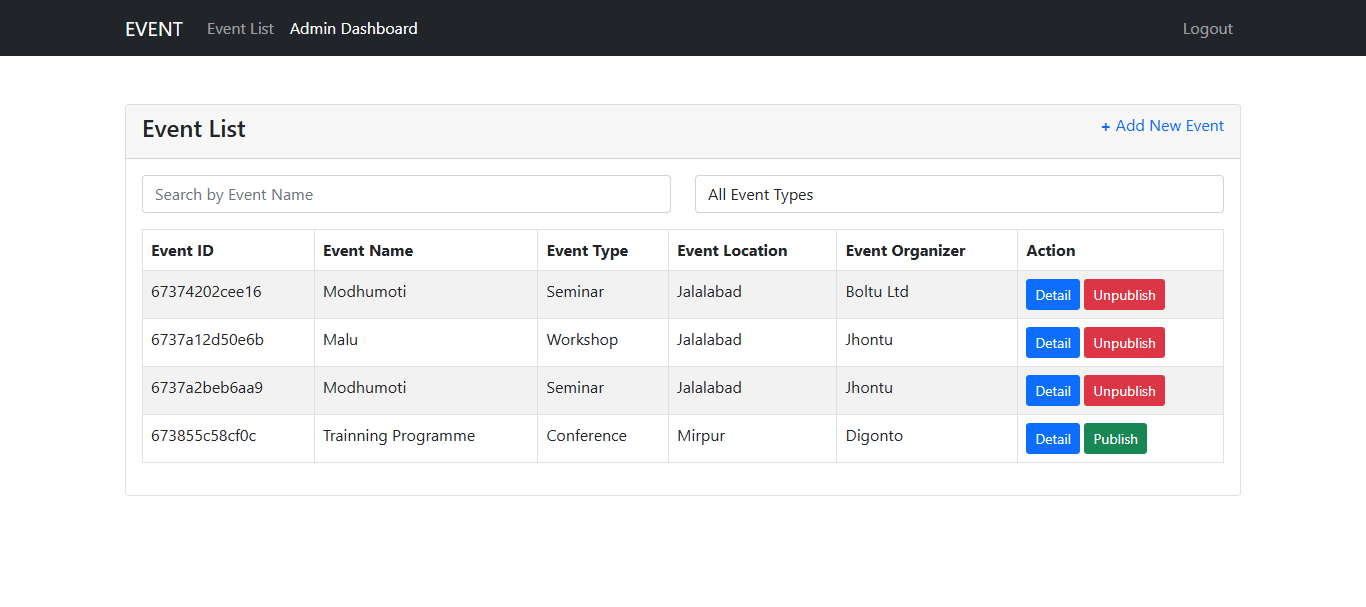 EVENT Event List Admin Dashboard Logout
Event List + Add New Event
Search by Event Name All Event Types
Event ID Event Name Event Type Event Location Event Organizer Action
67374202cee16 Modhumoti Seminar Jalalabad Boltu Ltd Detail Unpublish
6737a12d50e6b Malu Workshop Jalalabad Jhontu Detail Unpublish
6737a2beb6aa9 Modhumoti Seminar Jalalabad Jhontu Detail Unpublish
673855c58cf0c Trainning Programme Conference Mirpur Digonto Detail Publish